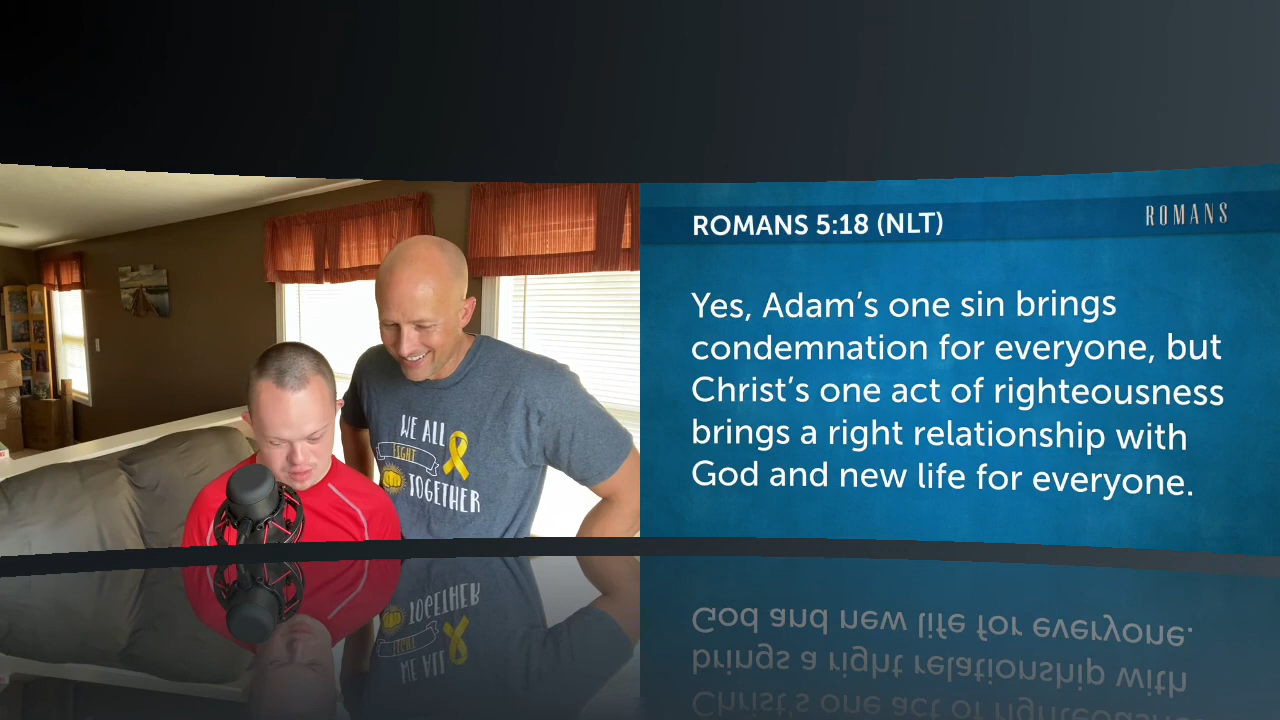 WE ALL
FIGHT
TOGETHER
ROMANS 5:18 (NLT)
ROMANS
Yes, Adam's one sin brings
condemnation for everyone, but
Christ's one act of righteousness
brings a right relationship with
God and new life for everyone.